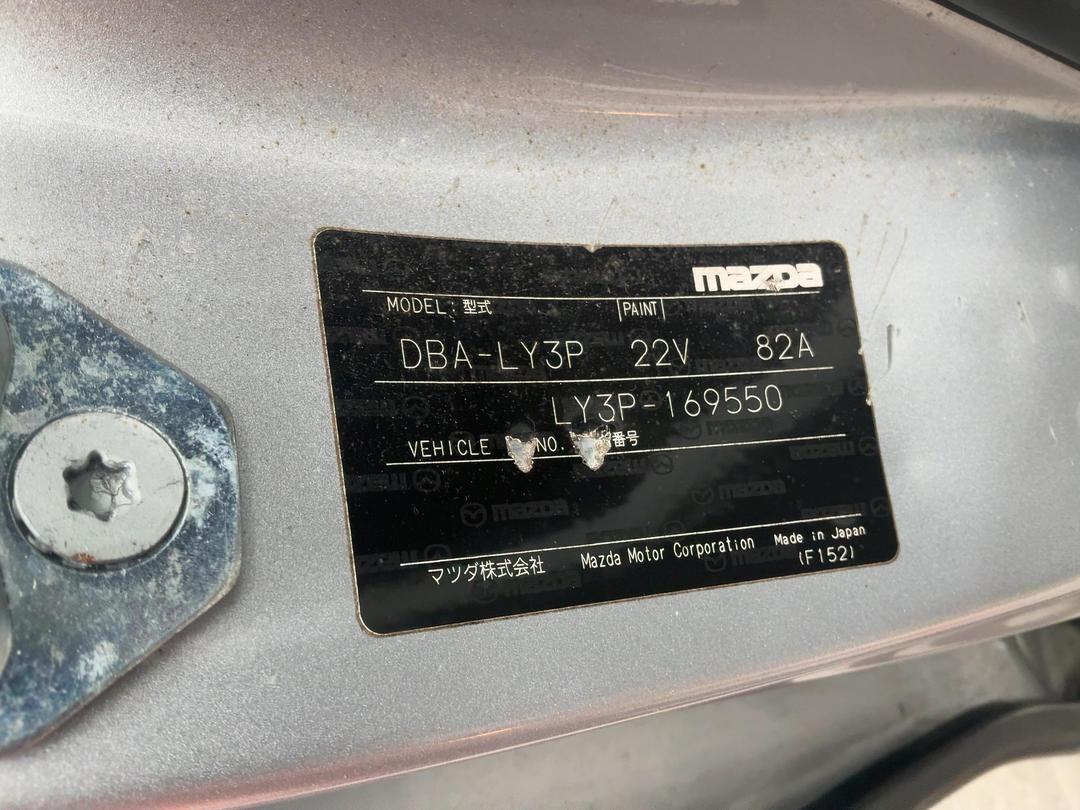 mazda
MODEL: 型式 |PAINT|
DBA-LY3P 22V 82A
LY3P-169550
VEHICLE NO. 番号
マツダ株式会社 Mazda Motor Corporation Made in Japan
(F152)